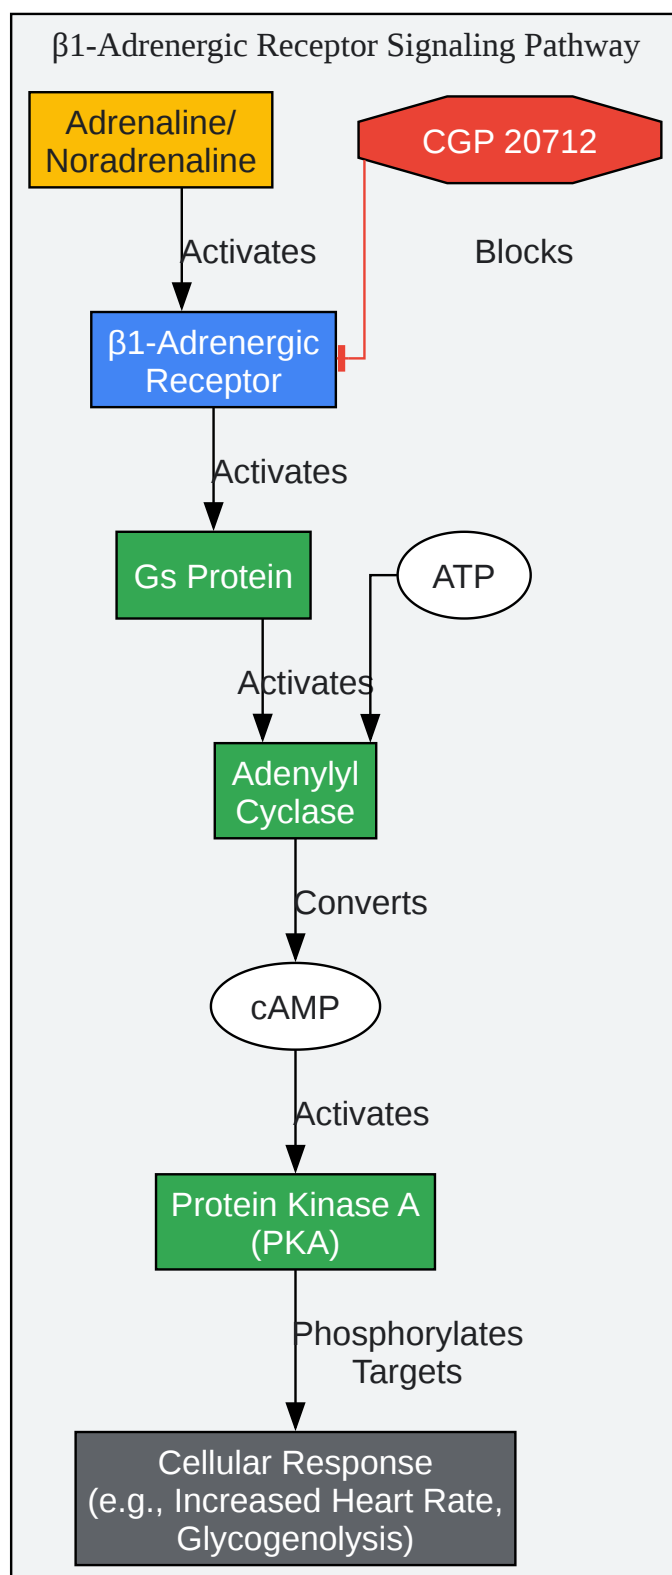 β1-Adrenergic Receptor Signaling Pathway
Adrenaline/
Noradrenaline
CGP 20712
Activates
Blocks
β1-Adrenergic
Receptor
Activates
Gs Protein
ATP
Activates
Adenylyl
Cyclase
Converts
cAMP
Activates
Protein Kinase A
(PKA)
Phosphorylates
Targets
Cellular Response
(e.g., Increased Heart Rate,
Glycogenolysis)